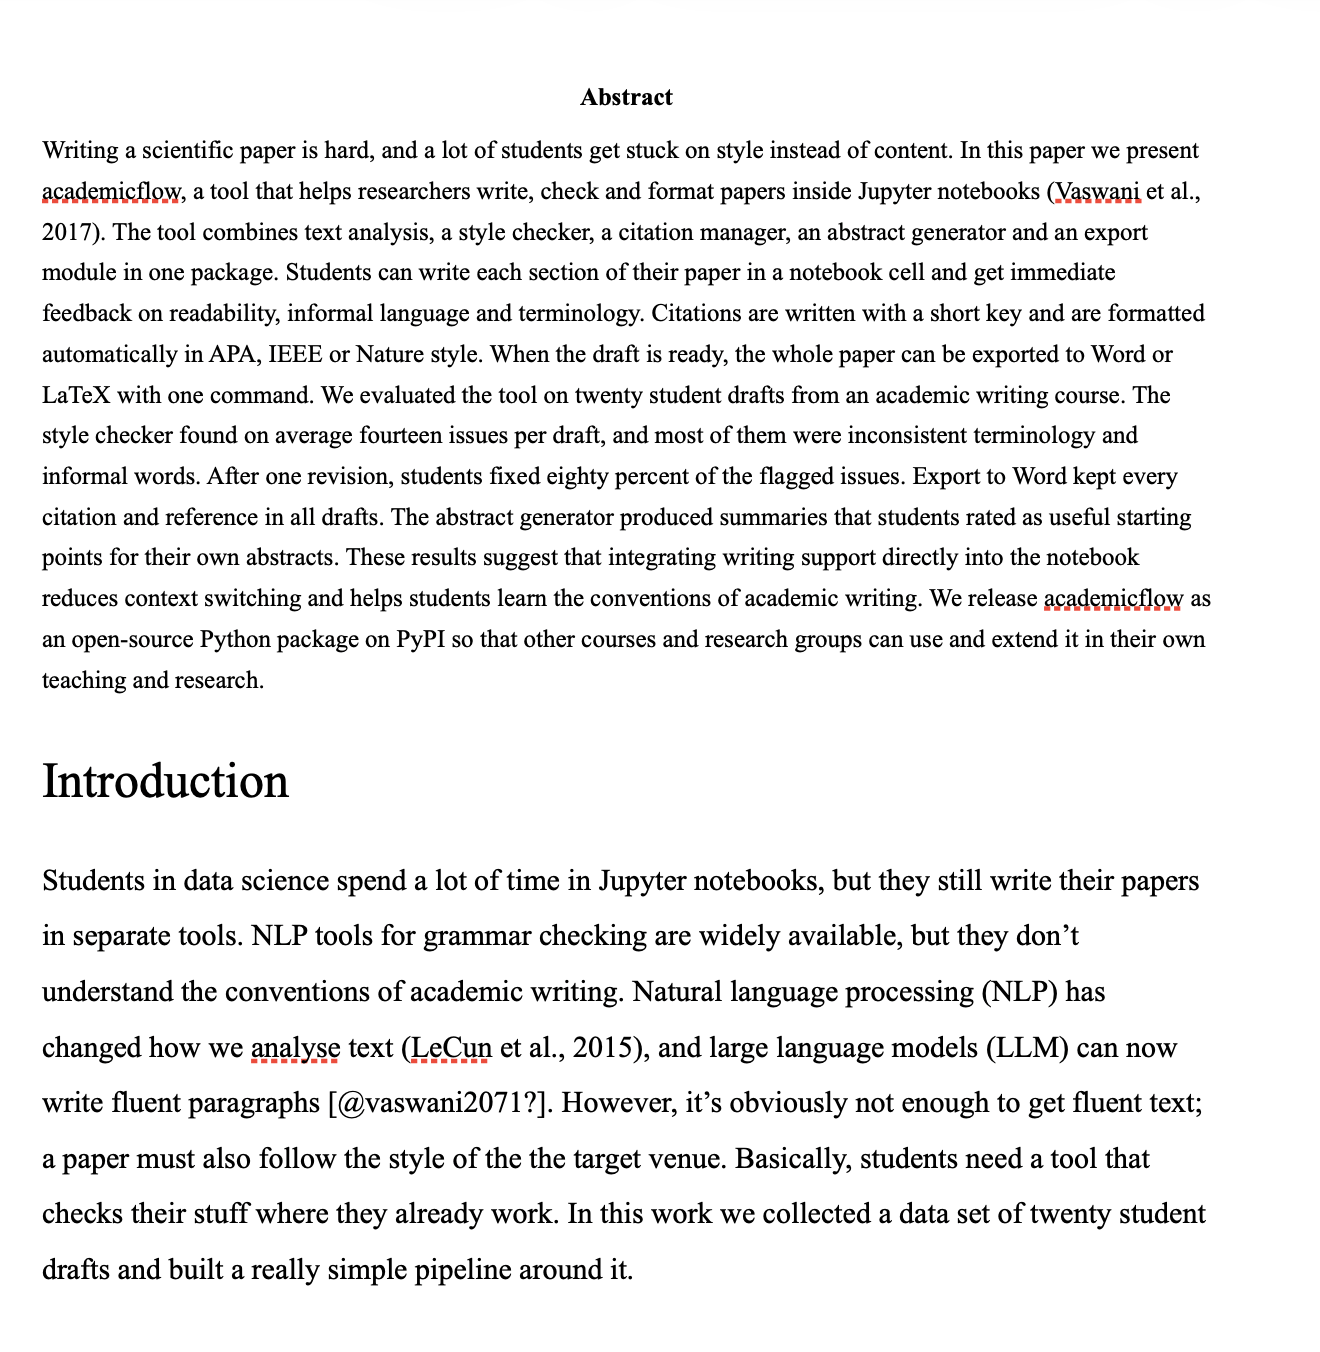 Abstract
Writing a scientific paper is hard, and a lot of students get stuck on style instead of content. In this paper we present
academicflow, a tool that helps researchers write, check and format papers inside Jupyter notebooks (Vaswani et al.,
2017). The tool combines text analysis, a style checker, a citation manager, an abstract generator and an export
module in one package. Students can write each section of their paper in a notebook cell and get immediate
feedback on readability, informal language and terminology. Citations are written with a short key and are formatted
automatically in APA, IEEE or Nature style. When the draft is ready, the whole paper can be exported to Word or
LaTeX with one command. We evaluated the tool on twenty student drafts from an academic writing course. The
style checker found on average fourteen issues per draft, and most of them were inconsistent terminology and
informal words. After one revision, students fixed eighty percent of the flagged issues. Export to Word kept every
citation and reference in all drafts. The abstract generator produced summaries that students rated as useful starting
points for their own abstracts. These results suggest that integrating writing support directly into the notebook
reduces context switching and helps students learn the conventions of academic writing. We release academicflow as
an open-source Python package on PyPI so that other courses and research groups can use and extend it in their own
teaching and research.
Introduction
Students in data science spend a lot of time in Jupyter notebooks, but they still write their papers
in separate tools. NLP tools for grammar checking are widely available, but they don’t
understand the conventions of academic writing. Natural language processing (NLP) has
changed how we analyse text (LeCun et al., 2015), and large language models (LLM) can now
write fluent paragraphs [@vaswani2071?]. However, it’s obviously not enough to get fluent text;
a paper must also follow the style of the the target venue. Basically, students need a tool that
checks their stuff where they already work. In this work we collected a data set of twenty student
drafts and built a really simple pipeline around it.